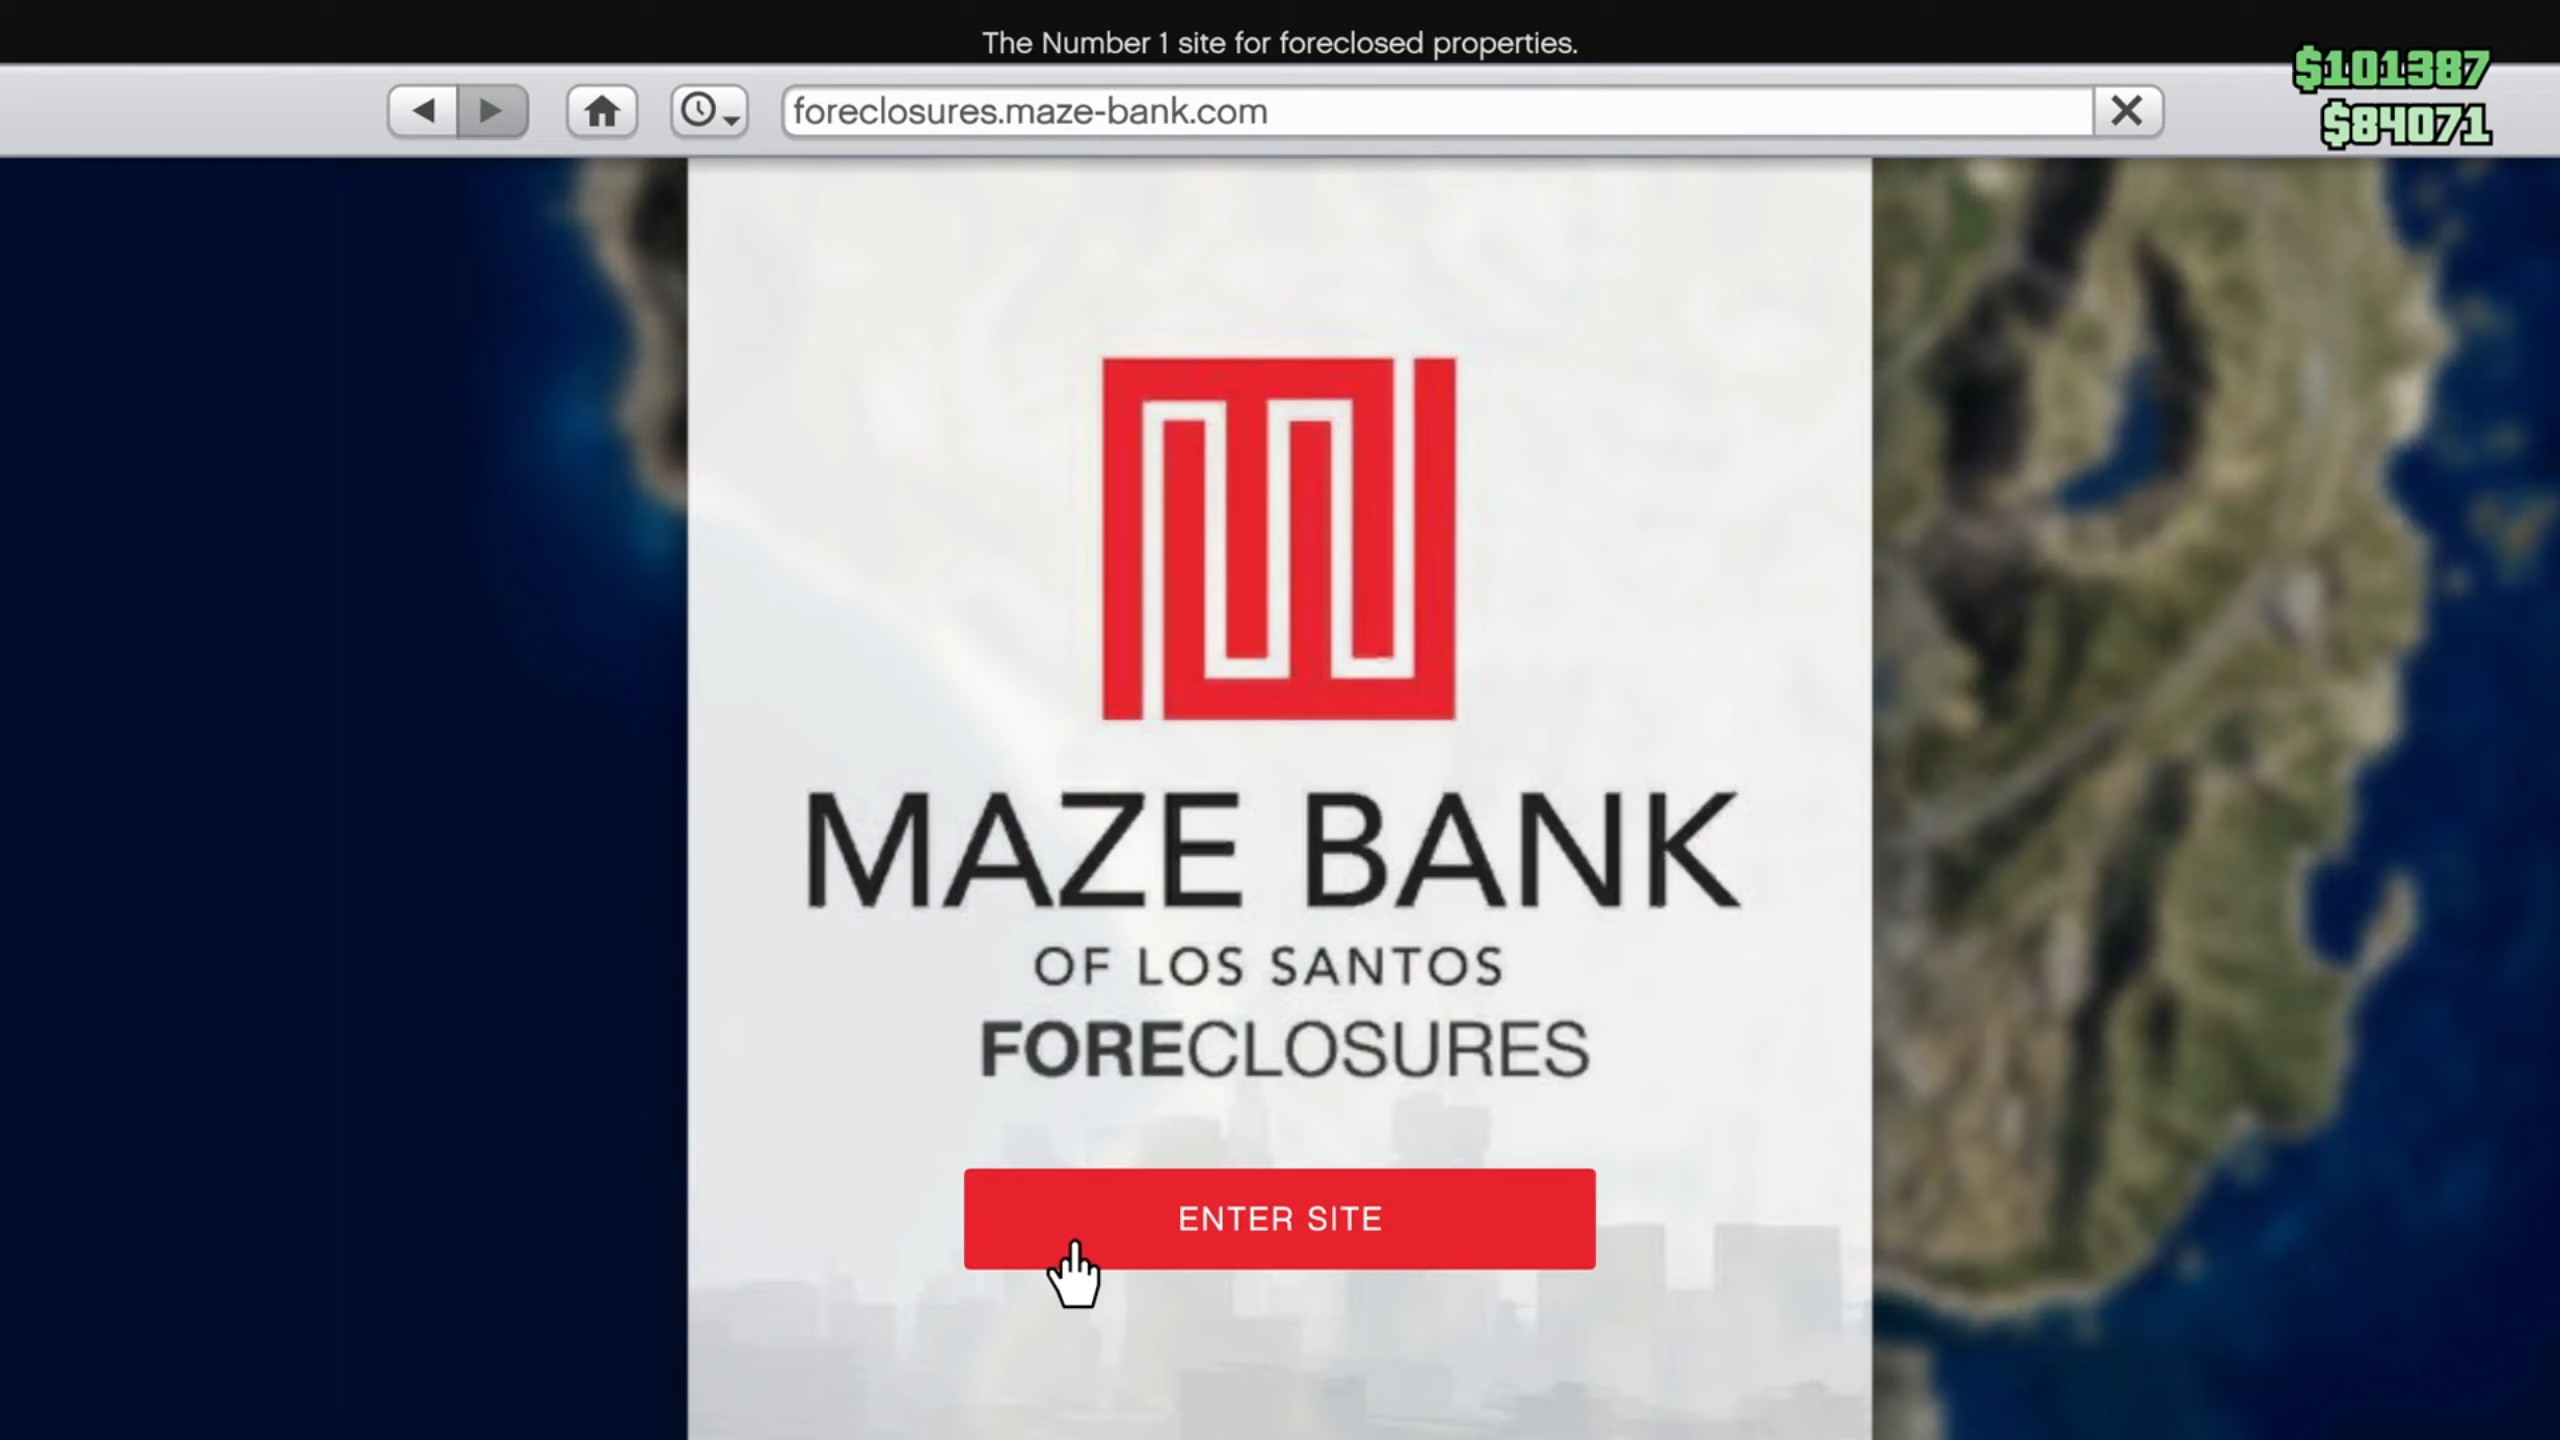 The Number 1 site for foreclosed properties.
$101387
foreclosures.maze-bank.com
$84071
MAZE BANK
OF LOS SANTOS
FORECLOSURES
ENTER SITE